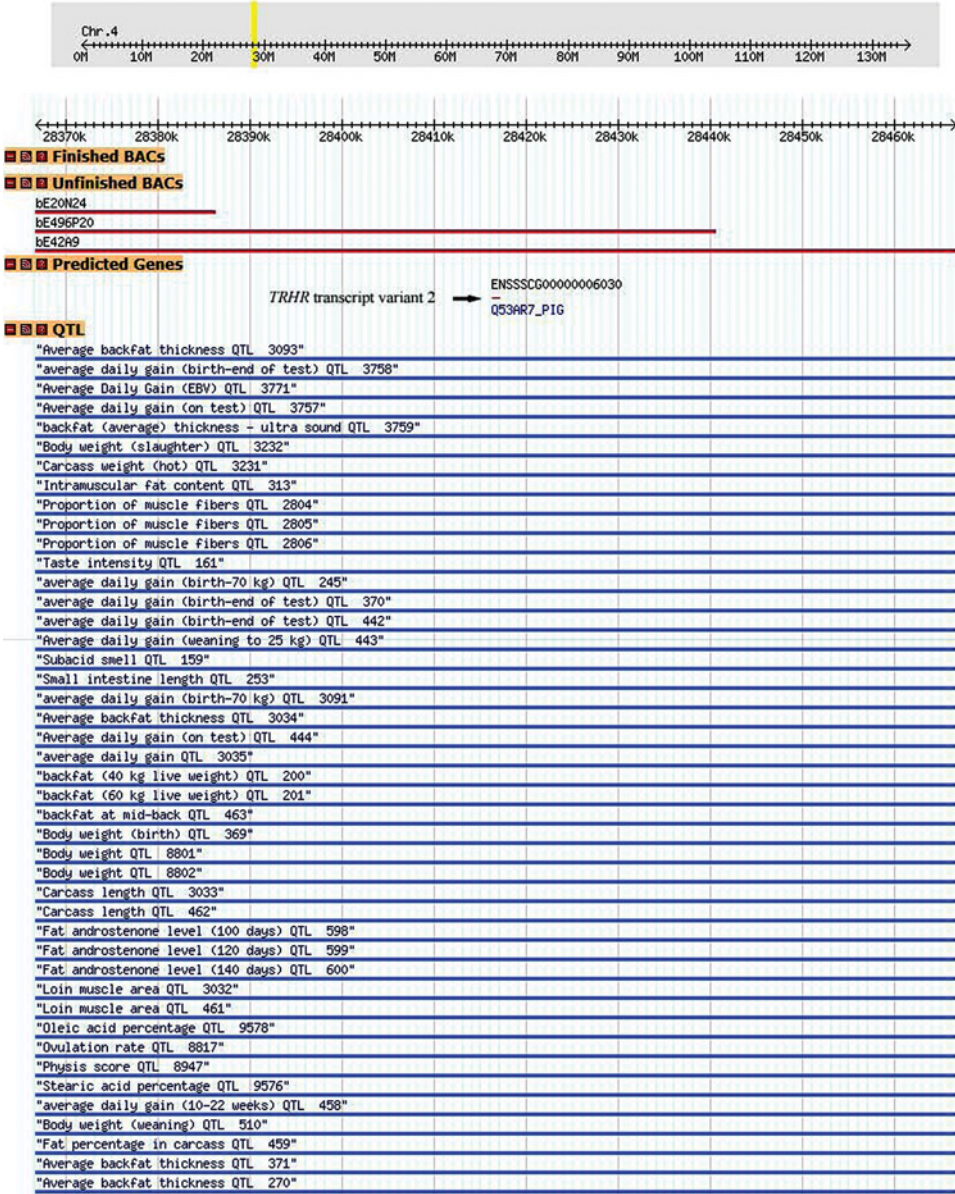 Chr.4
0M 10M 20M 30M 40M 50M 60M 70M 80M 90M 100M 110M 120M 130M
28370k 28380k 28390k 28400k 28410k 28420k 28430k 28440k 28450k 28460k
Finished BACs
Unfinished BACs
bE20N24
bE496P20
bE42A9
Predicted Genes
ENSSSCG00000006030
TRHR transcript variant 2
Q53AR7_PIG
QTL
"Average backfat thickness QTL 3093"
"average daily gain (birth-end of test) QTL 3758"
"Average Daily Gain (EBV) QTL 3771"
"Average daily gain (on test) QTL 3757"
"backfat (average) thickness - ultra sound QTL 3759"
"Body weight (slaughter) QTL 3232"
"Carcass weight (hot) QTL 3231"
"Intramuscular fat content QTL 313"
"Proportion of muscle fibers QTL 2804"
"Proportion of muscle fibers QTL 2805"
"Proportion of muscle fibers QTL 2806"
"Taste intensity QTL 161"
"average daily gain (birth-70 kg) QTL 245"
"average daily gain (birth-end of test) QTL 370"
"average daily gain (birth-end of test) QTL 442"
"Average daily gain (weaning to 25 kg) QTL 443"
"Subacid smell QTL 159"
"Small intestine length QTL 253"
"average daily gain (birth-70 kg) QTL 3091"
"Average backfat thickness QTL 3034"
"Average daily gain (on test) QTL 444"
"average daily gain QTL 3035"
"backfat (40 kg live weight) QTL 200"
"backfat (60 kg live weight) QTL 201"
"backfat at mid-back QTL 463"
"Body weight (birth) QTL 369"
"Body weight QTL 8801"
"Body weight QTL 8802"
"Carcass length QTL 3033"
"Carcass length QTL 462"
"Fat androstenone level (100 days) QTL 598"
"Fat androstenone level (120 days) QTL 599"
"Fat androstenone level (140 days) QTL 600"
"Loin muscle area QTL 3032"
"Loin muscle area QTL 461"
"Oleic acid percentage QTL 9578"
"Ovulation rate QTL 8817"
"Physis score QTL 8947"
"Stearic acid percentage QTL 9576"
"average daily gain (10-22 weeks) QTL 458"
"Body weight (weaning) QTL 510"
"Fat percentage in carcass QTL 459"
"Average backfat thickness QTL 371"
"Average backfat thickness QTL 270"